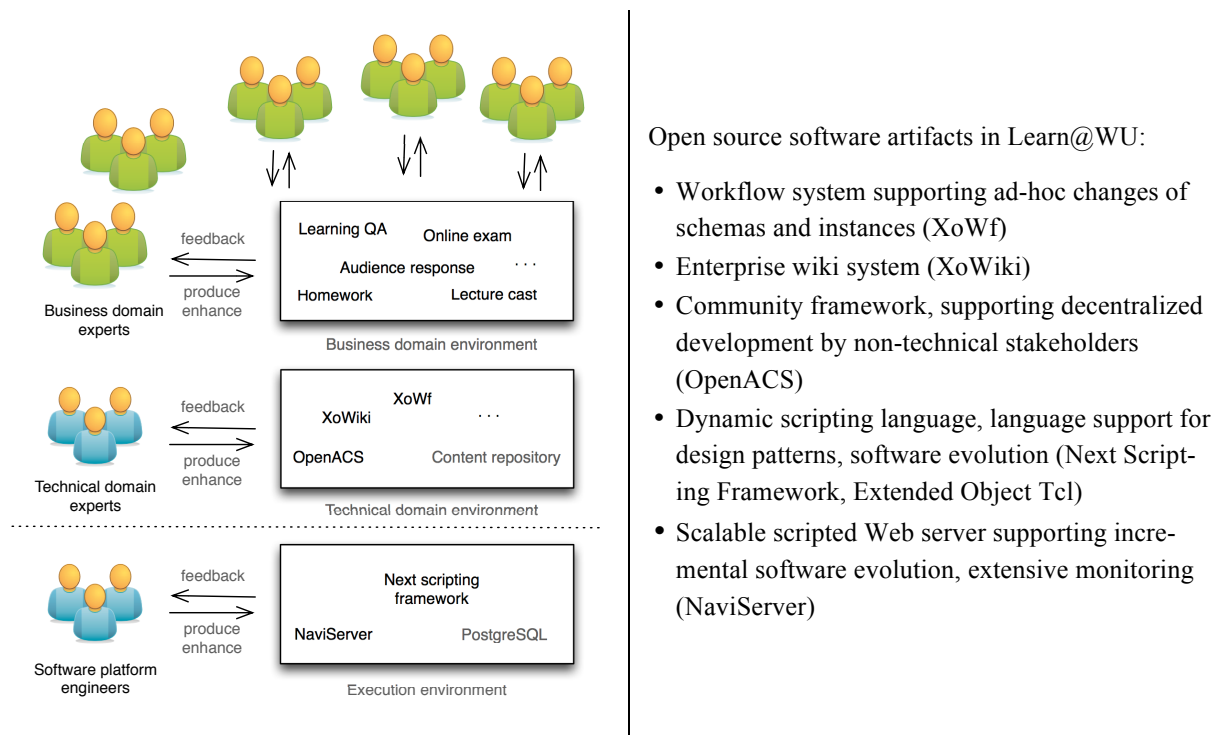 feedback
produce
enhance
Business domain
experts
Learning QA
Online exam
Audience response
. . .
Homework
Lecture cast
Business domain environment
feedback
produce
enhance
Technical domain
experts
XoWf
XoWiki
. . .
OpenACS
Content repository
Technical domain environment
feedback
produce
enhance
Software platform
engineers
Next scripting
framework
NaviServer
PostgreSQL
Execution environment
Open source software artifacts in Learn@WU:
• Workflow system supporting ad-hoc changes of
schemas and instances (XoWf)
• Enterprise wiki system (XoWiki)
• Community framework, supporting decentralized
development by non-technical stakeholders
(OpenACS)
• Dynamic scripting language, language support for
design patterns, software evolution (Next Script-
ing Framework, Extended Object Tcl)
• Scalable scripted Web server supporting incre-
mental software evolution, extensive monitoring
(NaviServer)